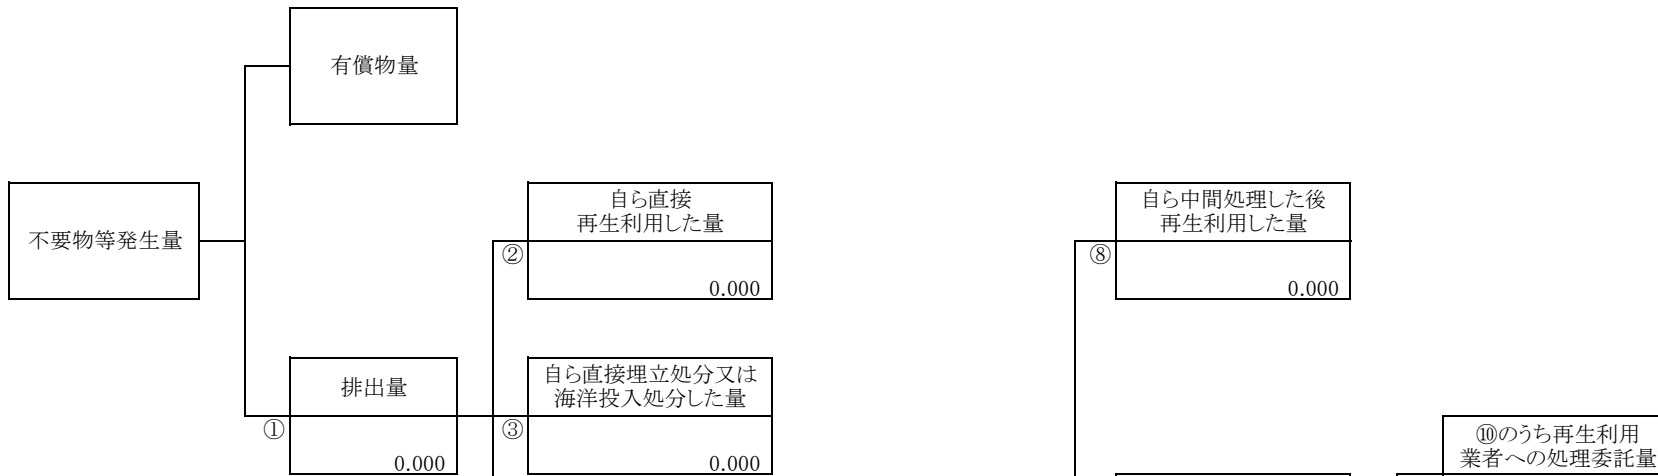 有償物量
不要物等発生量
自ら直接
再生利用した量
②
0.000
自ら中間処理した後
再生利用した量
⑧
0.000
排出量
①
0.000
自ら直接埋立処分又は
海洋投入処分した量
③
0.000
⑩のうち再生利用
業者への処理委託量